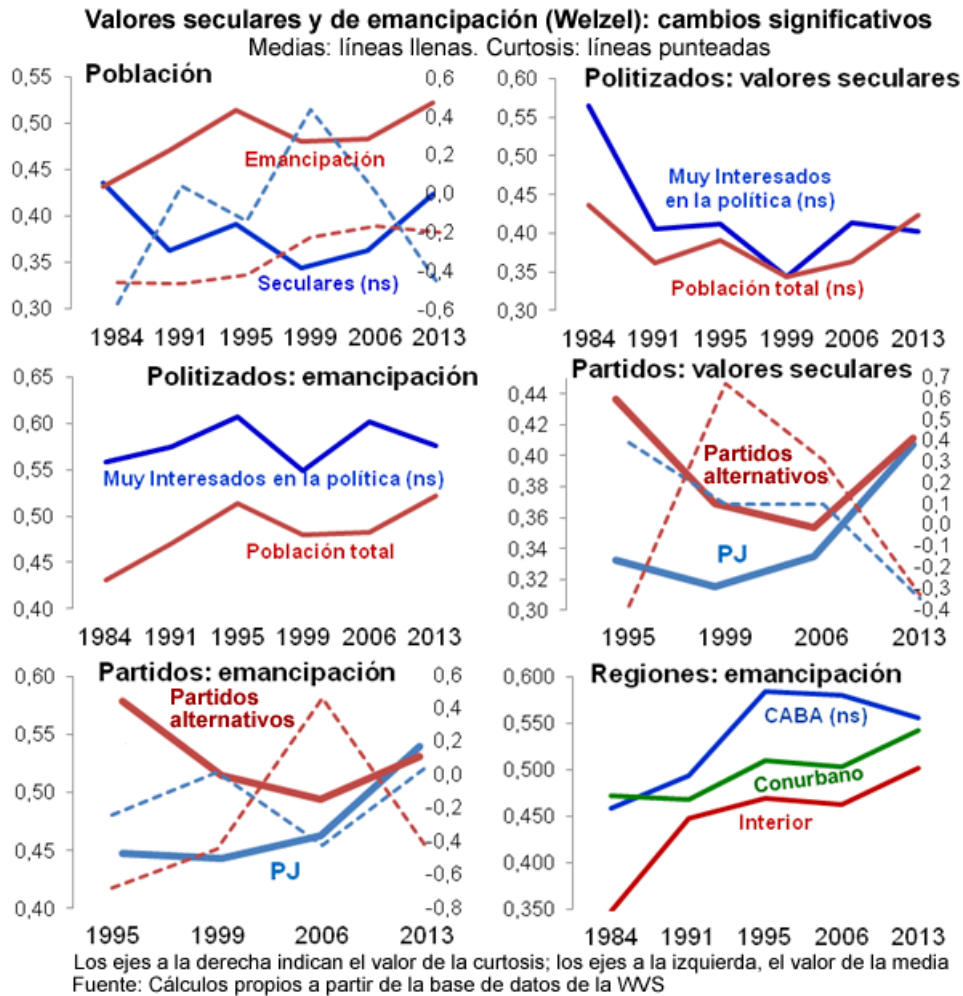 Valores seculares y de emancipación (Welzel): cambios significativos
Medias: líneas llenas. Curtosis: líneas punteadas
Población
0,55
0,50
0,45
0,40
0,35
0,30
0,6
0,4
0,2
0,0
-0,2
-0,4
-0,6
Emancipación
Seculares (ns)
1984 1991 1995 1999 2006 2013
Politizados: valores seculares
0,60
0,55
0,50
0,45
0,40
0,35
0,30
Muy Interesados
en la política (ns)
Población total (ns)
1984 1991 1995 1999 2006 2013
Politizados: emancipación
0,65
0,60
0,55
0,50
0,45
0,40
Muy Interesados en la política (ns)
Población total
1984 1991 1995 1999 2006 2013
Partidos: valores seculares
0,44
0,42
0,40
0,38
0,36
0,34
0,32
0,30
0,7
0,6
0,5
0,4
0,3
0,2
0,1
0,0
-0,1
-0,2
-0,3
-0,4
Partidos
alternativos
PJ
1995 1999 2006 2013
Partidos: emancipación
0,60
0,55
0,50
0,45
0,40
0,6
0,4
0,2
0,0
-0,2
-0,4
-0,6
-0,8
Partidos
alternativos
PJ
1995 1999 2006 2013
Regiones: emancipación
0,600
0,550
0,500
0,450
0,400
0,350
CABA (ns)
Conurbano
Interior
1984 1991 1995 2006 2013
Los ejes a la derecha indican el valor de la curtosis; los ejes a la izquierda, el valor de la media
Fuente: Cálculos propios a partir de la base de datos de la WVS